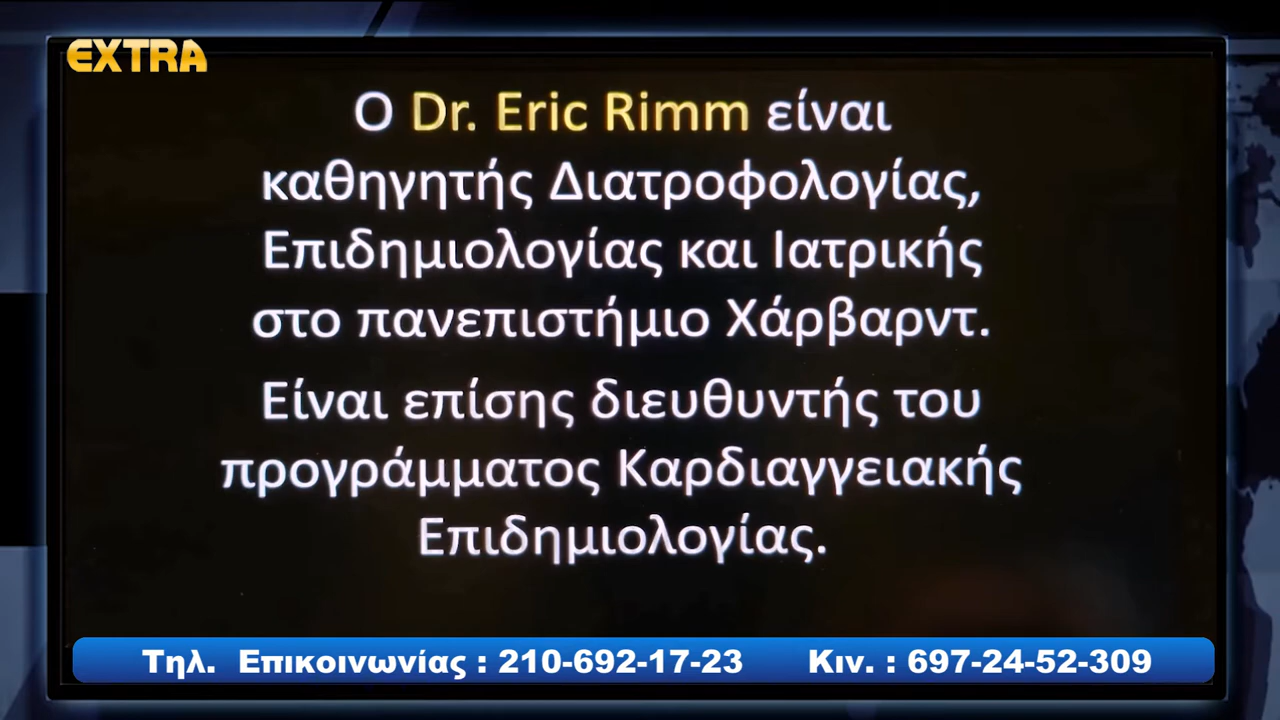 EXTRA
Ο Dr. Eric Rimm είναι
καθηγητής Διατροφολογίας,
Επιδημιολογίας και Ιατρικής
στο πανεπιστήμιο Χάρβαρντ.
Είναι επίσης διευθυντής του
προγράμματος Καρδιαγγειακής
Επιδημιολογίας.
Τηλ. Επικοινωνίας : 210-692-17-23 Κιν. : 697-24-52-309